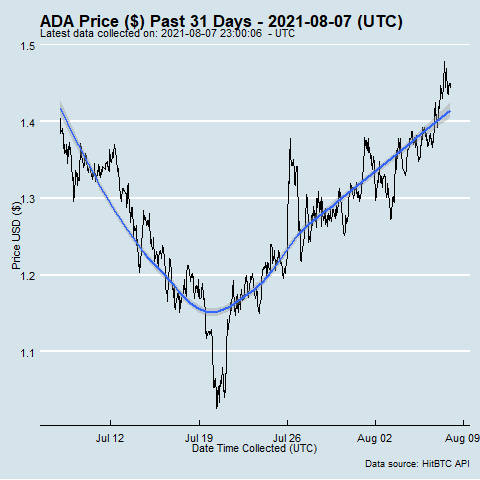 ADA Price ($) Past 31 Days - 2021-08-07 (UTC)
Latest data collected on: 2021-08-07 23:00:06 - UTC
1.5
1.4
1.3
1.2
1.1
Price USD ($)
Jul 12 Jul 19 Jul 26 Aug 02 Aug 09
Date Time Collected (UTC)
Data source: HitBTC API